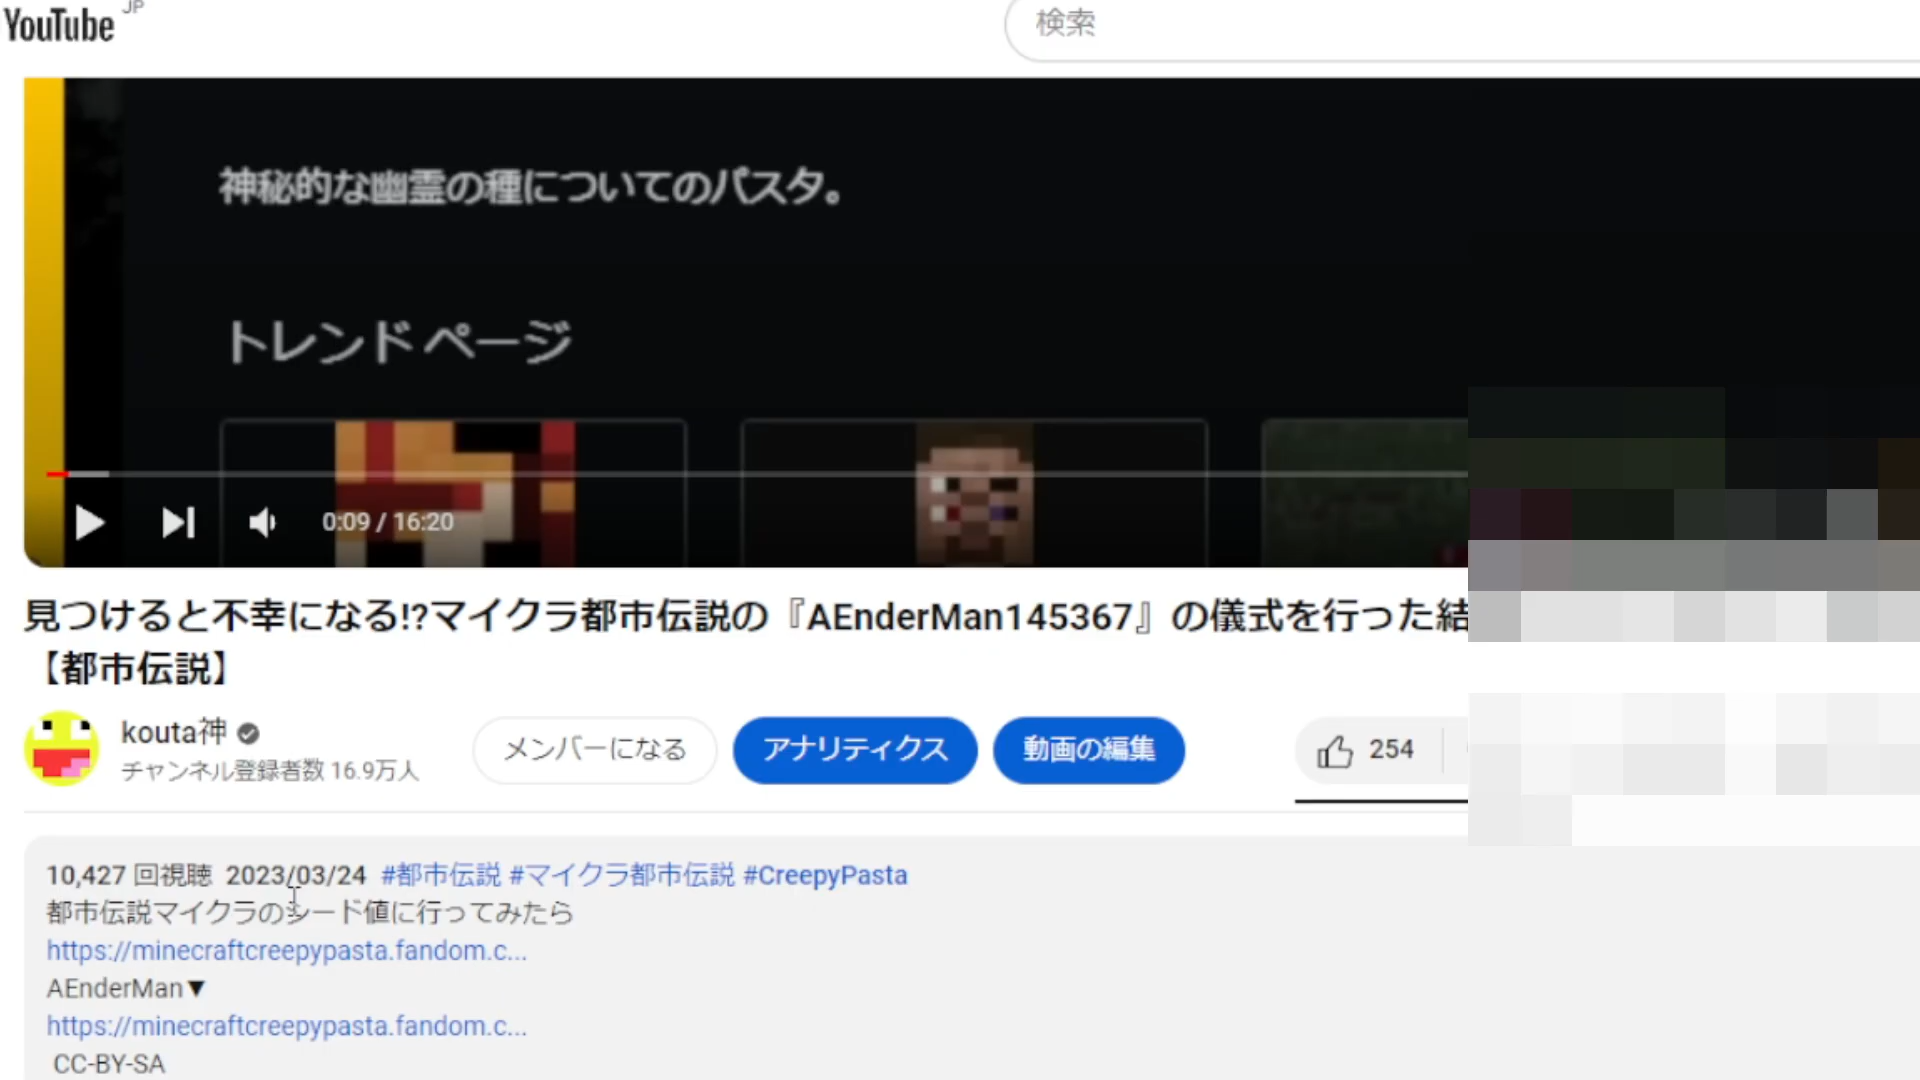 YouTube JP
検索
神秘的な幽霊の種についてのパスタ。
トレンド ページ
0:09 / 16:20
見つけると不幸になる!?マイクラ都市伝説の『AEnderMan145367』の儀式を行った結
【都市伝説】
kouta神
チャンネル登録者数 16.9万人
メンバーになる
アナリティクス
動画の編集
254
10,427 回視聴 2023/03/24 #都市伝説 #マイクラ都市伝説 #CreepyPasta
都市伝説マイクラのシード値に行ってみたら
https://minecraftcreepypasta.fandom.c...
AEnderMan▼
https://minecraftcreepypasta.fandom.c...
CC-BY-SA